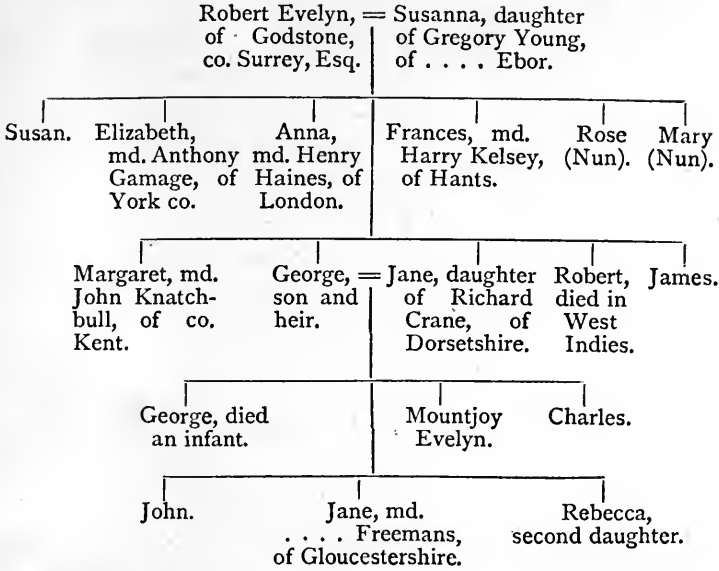 Robert Evelyn, = Susanna, daughter
of Godstone, of Gregory Young,
co. Surrey, Esq. of . . . . Ebor.
Susan. Elizabeth, Anna, Frances, md. Rose Mary
md. Anthony md. Henry Harry Kelsey, (Nun). (Nun).
Gamage, of Haines, of of Hants.
York co. London.
Margaret, md. George, = Jane, daughter Robert, James.
John Knatch- son and of Richard died in
bull, of co. heir. Crane, of West
Kent. Dorsetshire. Indies.
George, died Mountjoy Charles.
an infant. Evelyn.
John. Jane, md. Rebecca,
. . . . Freemans, second daughter.
of Gloucestershire.